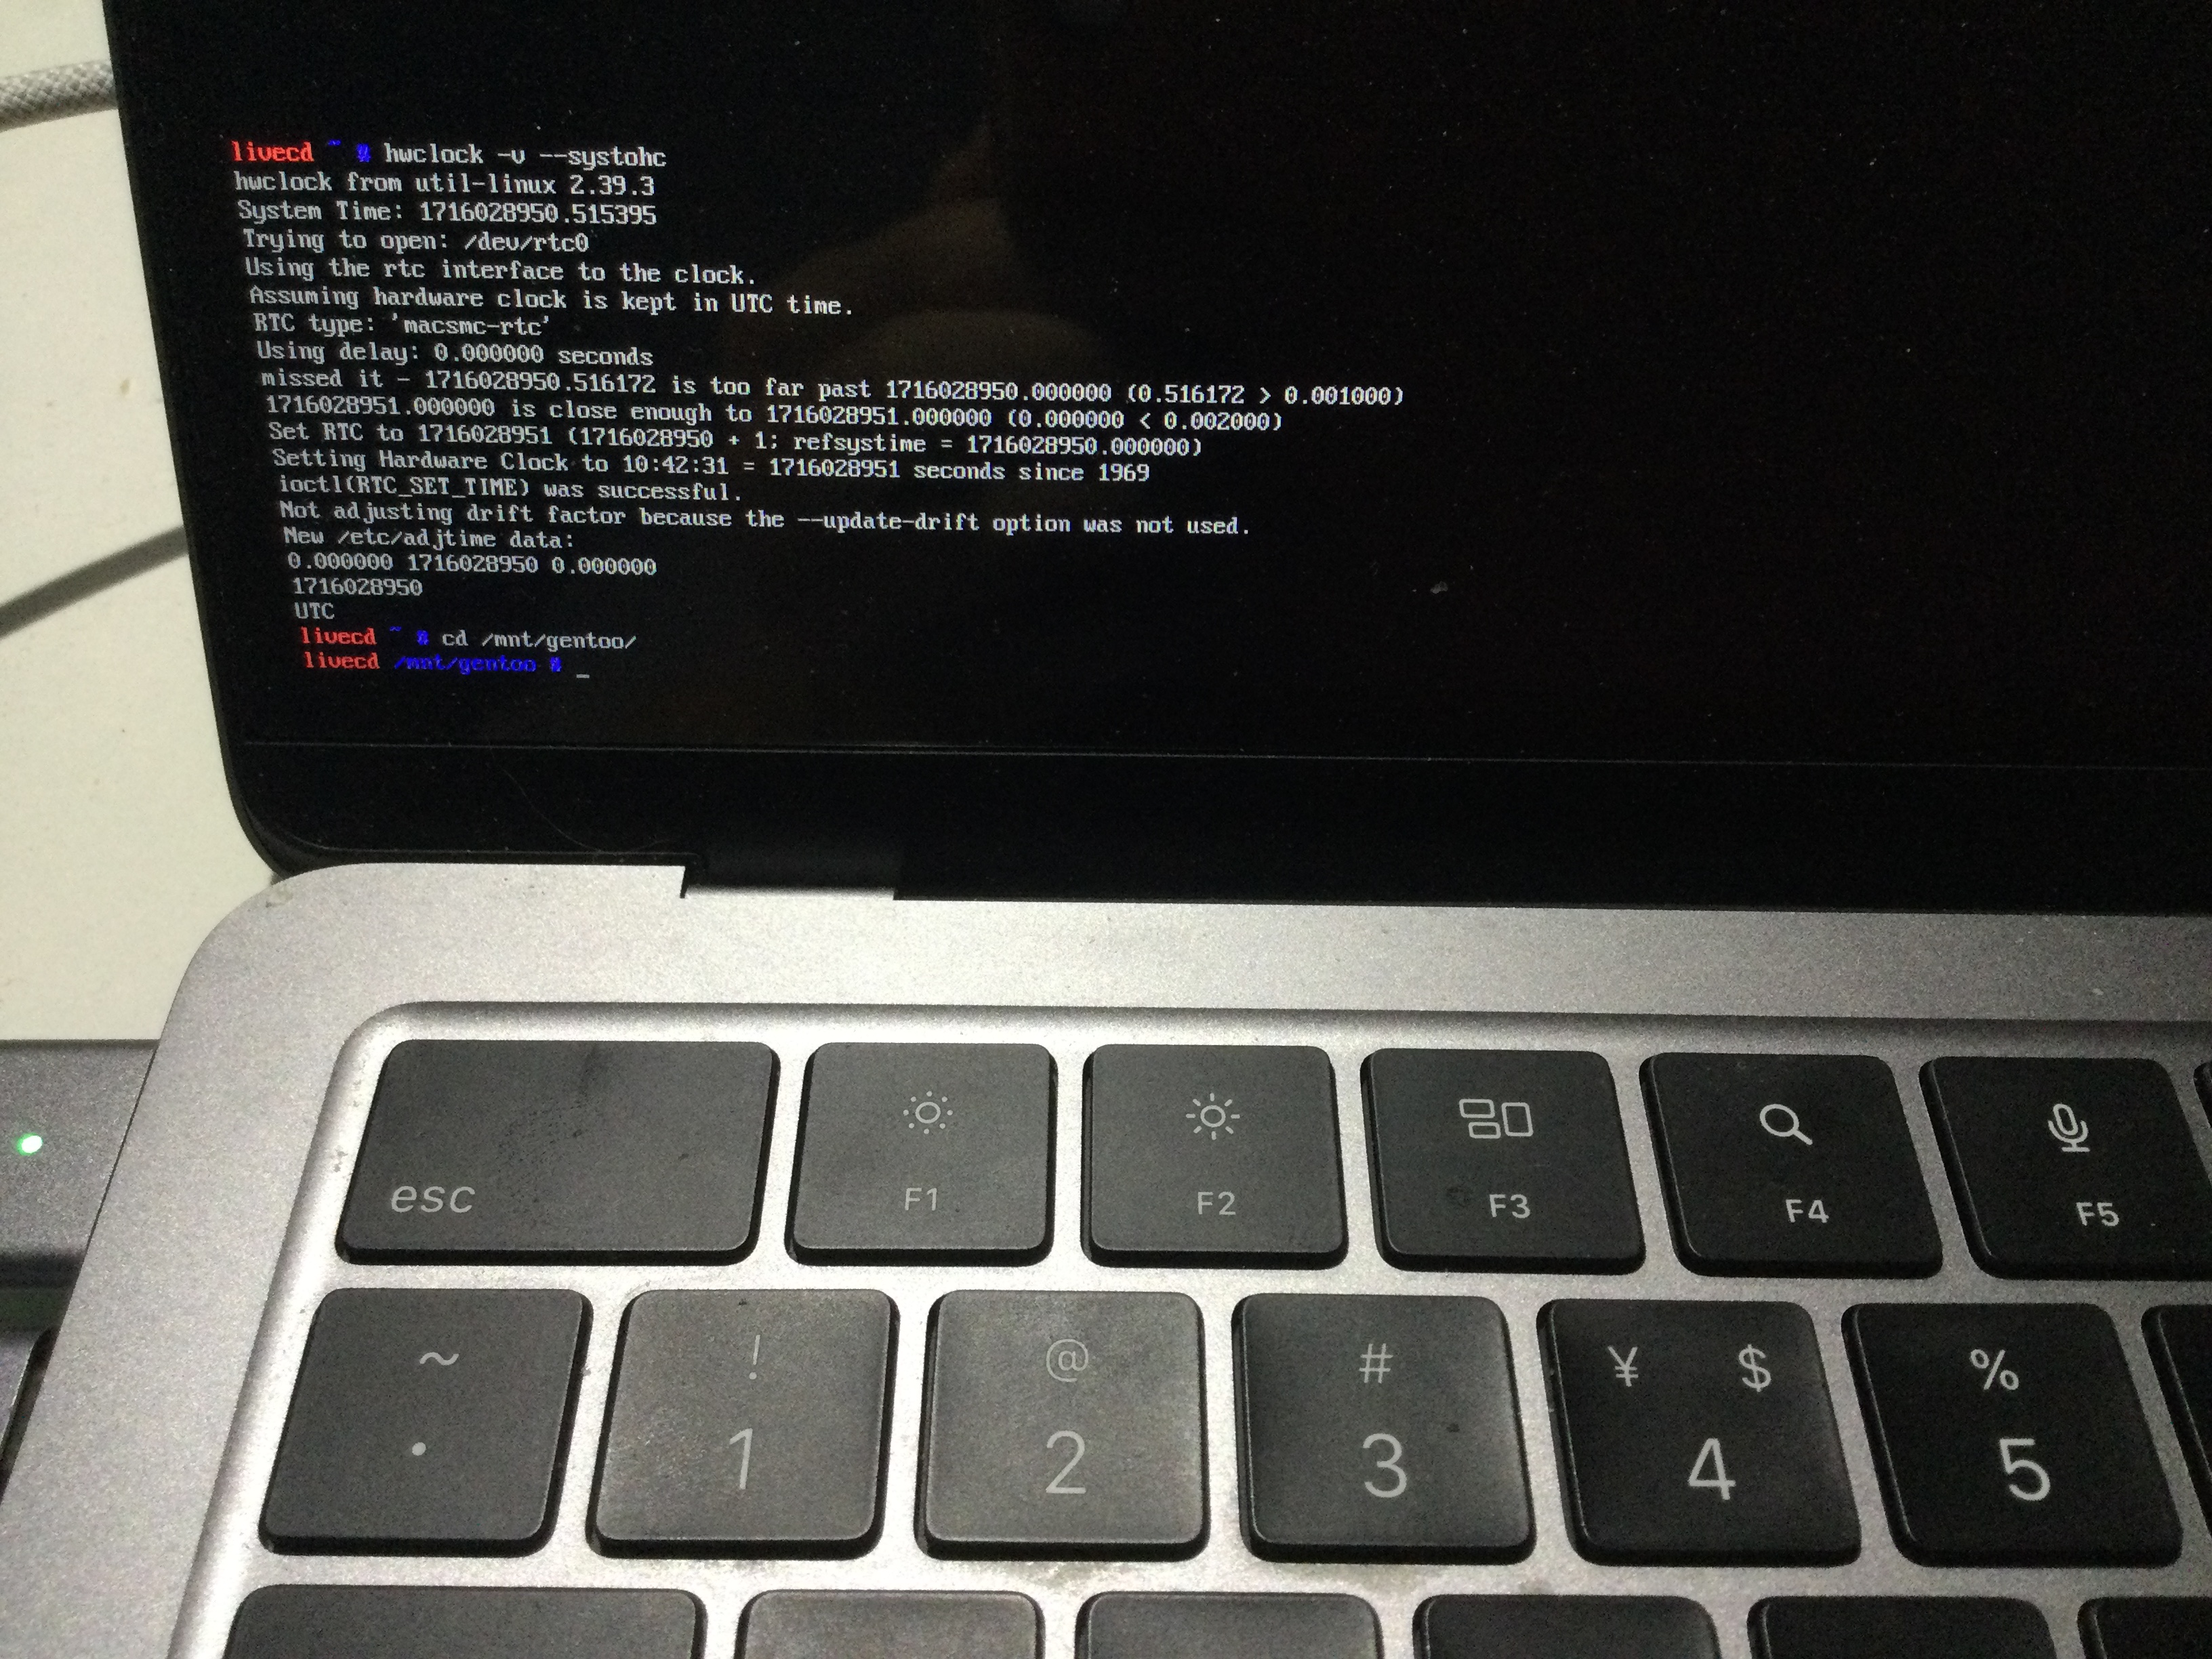 livecd ~ # hwclock -v --systohc
hwclock from util-linux 2.39.3
System Time: 1716028950.515395
Trying to open: /dev/rtc0
Using the rtc interface to the clock.
Assuming hardware clock is kept in UTC time.
RTC type: 'macsmc-rtc'
Using delay: 0.000000 seconds
missed it - 1716028950.516172 is too far past 1716028950.000000 (0.516172 > 0.001000)
1716028951.000000 is close enough to 1716028951.000000 (0.000000 < 0.002000)
Set RTC to 1716028951 (1716028950 + 1; refsystime = 1716028950.000000)
Setting Hardware Clock to 10:42:31 = 1716028951 seconds since 1969
ioctl(RTC_SET_TIME) was successful.
Not adjusting drift factor because the --update-drift option was not used.
New /etc/adjtime data:
0.000000 1716028950 0.000000
1716028950
UTC
livecd ~ # cd /mnt/gentoo/
livecd /mnt/gentoo # _
esc F1 F2 F3 F4 F5
~ ! @ # ¥ $ %
· 1 2 3 4 5